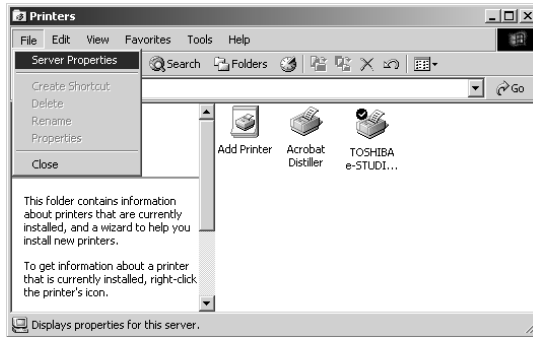 Printers
File Edit View Favorites Tools Help
Server Properties
Search Folders
Create Shortcut
Delete
Rename
Properties
Close
Go
Add Printer
Acrobat
Distiller
TOSHIBA
e-STUDI...
This folder contains information
about printers that are currently
installed, and a wizard to help you
install new printers.
To get information about a printer
that is currently installed, right-click
the printer's icon.
Displays properties for this server.